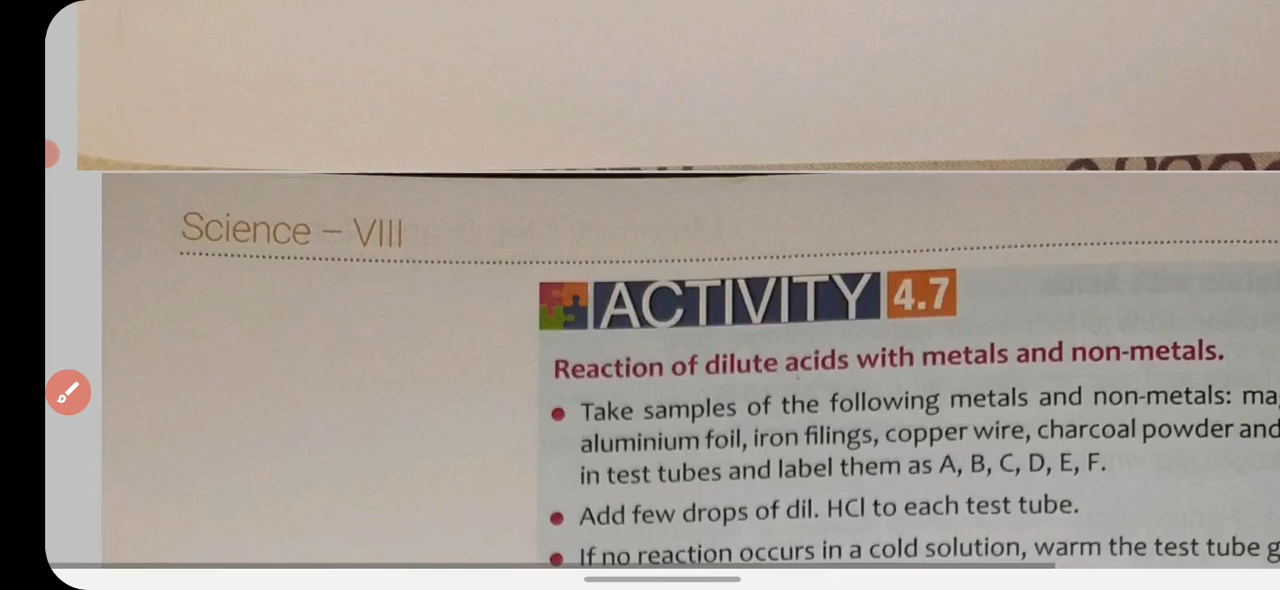 Science – VIII
ACTIVITY 4.7
Reaction of dilute acids with metals and non-metals.
Take samples of the following metals and non-metals:
aluminium foil, iron filings, copper wire, charcoal powder and
in test tubes and label them as A, B, C, D, E, F.
Add few drops of dil. HCl to each test tube.
If no reaction occurs in a cold solution, warm the test tube